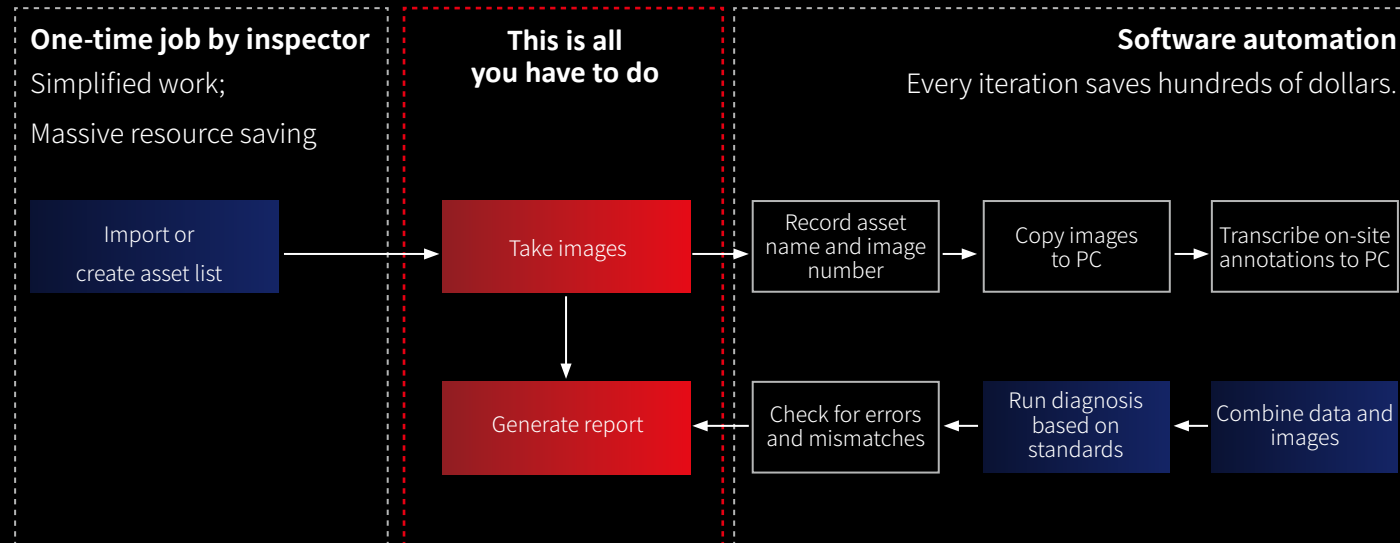 One-time job by inspector
Simplified work;
Massive resource saving
This is all
you have to do
Software automation
Every iteration saves hundreds of dollars.
Import or
create asset list
Take images
Record asset
name and image
number
Copy images
to PC
Transcribe on-site
annotations to PC
Generate report
Check for errors
and mismatches
Run diagnosis
based on
standards
Combine data and
images